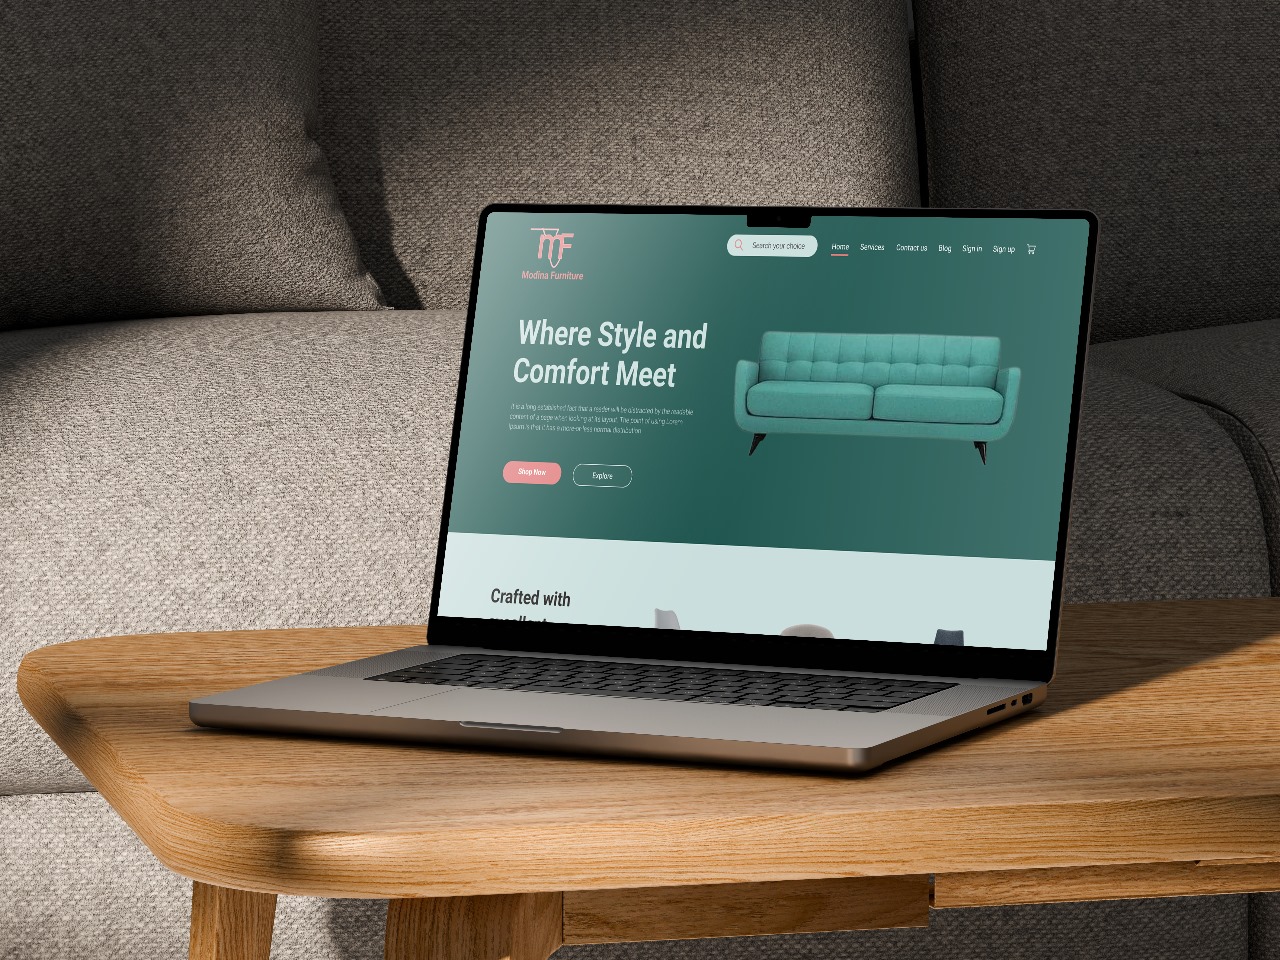 MF
Modina Furniture
Search your choice
Home Services Contact us Blog Sign in Sign up
Where Style and
Comfort Meet
It is a long established fact that a reader will be distracted by the readable
content of a page when looking at its layout. The point of using Lorem
Ipsum is that it has a more-or-less normal distribution
Shop Now Explore
Crafted with